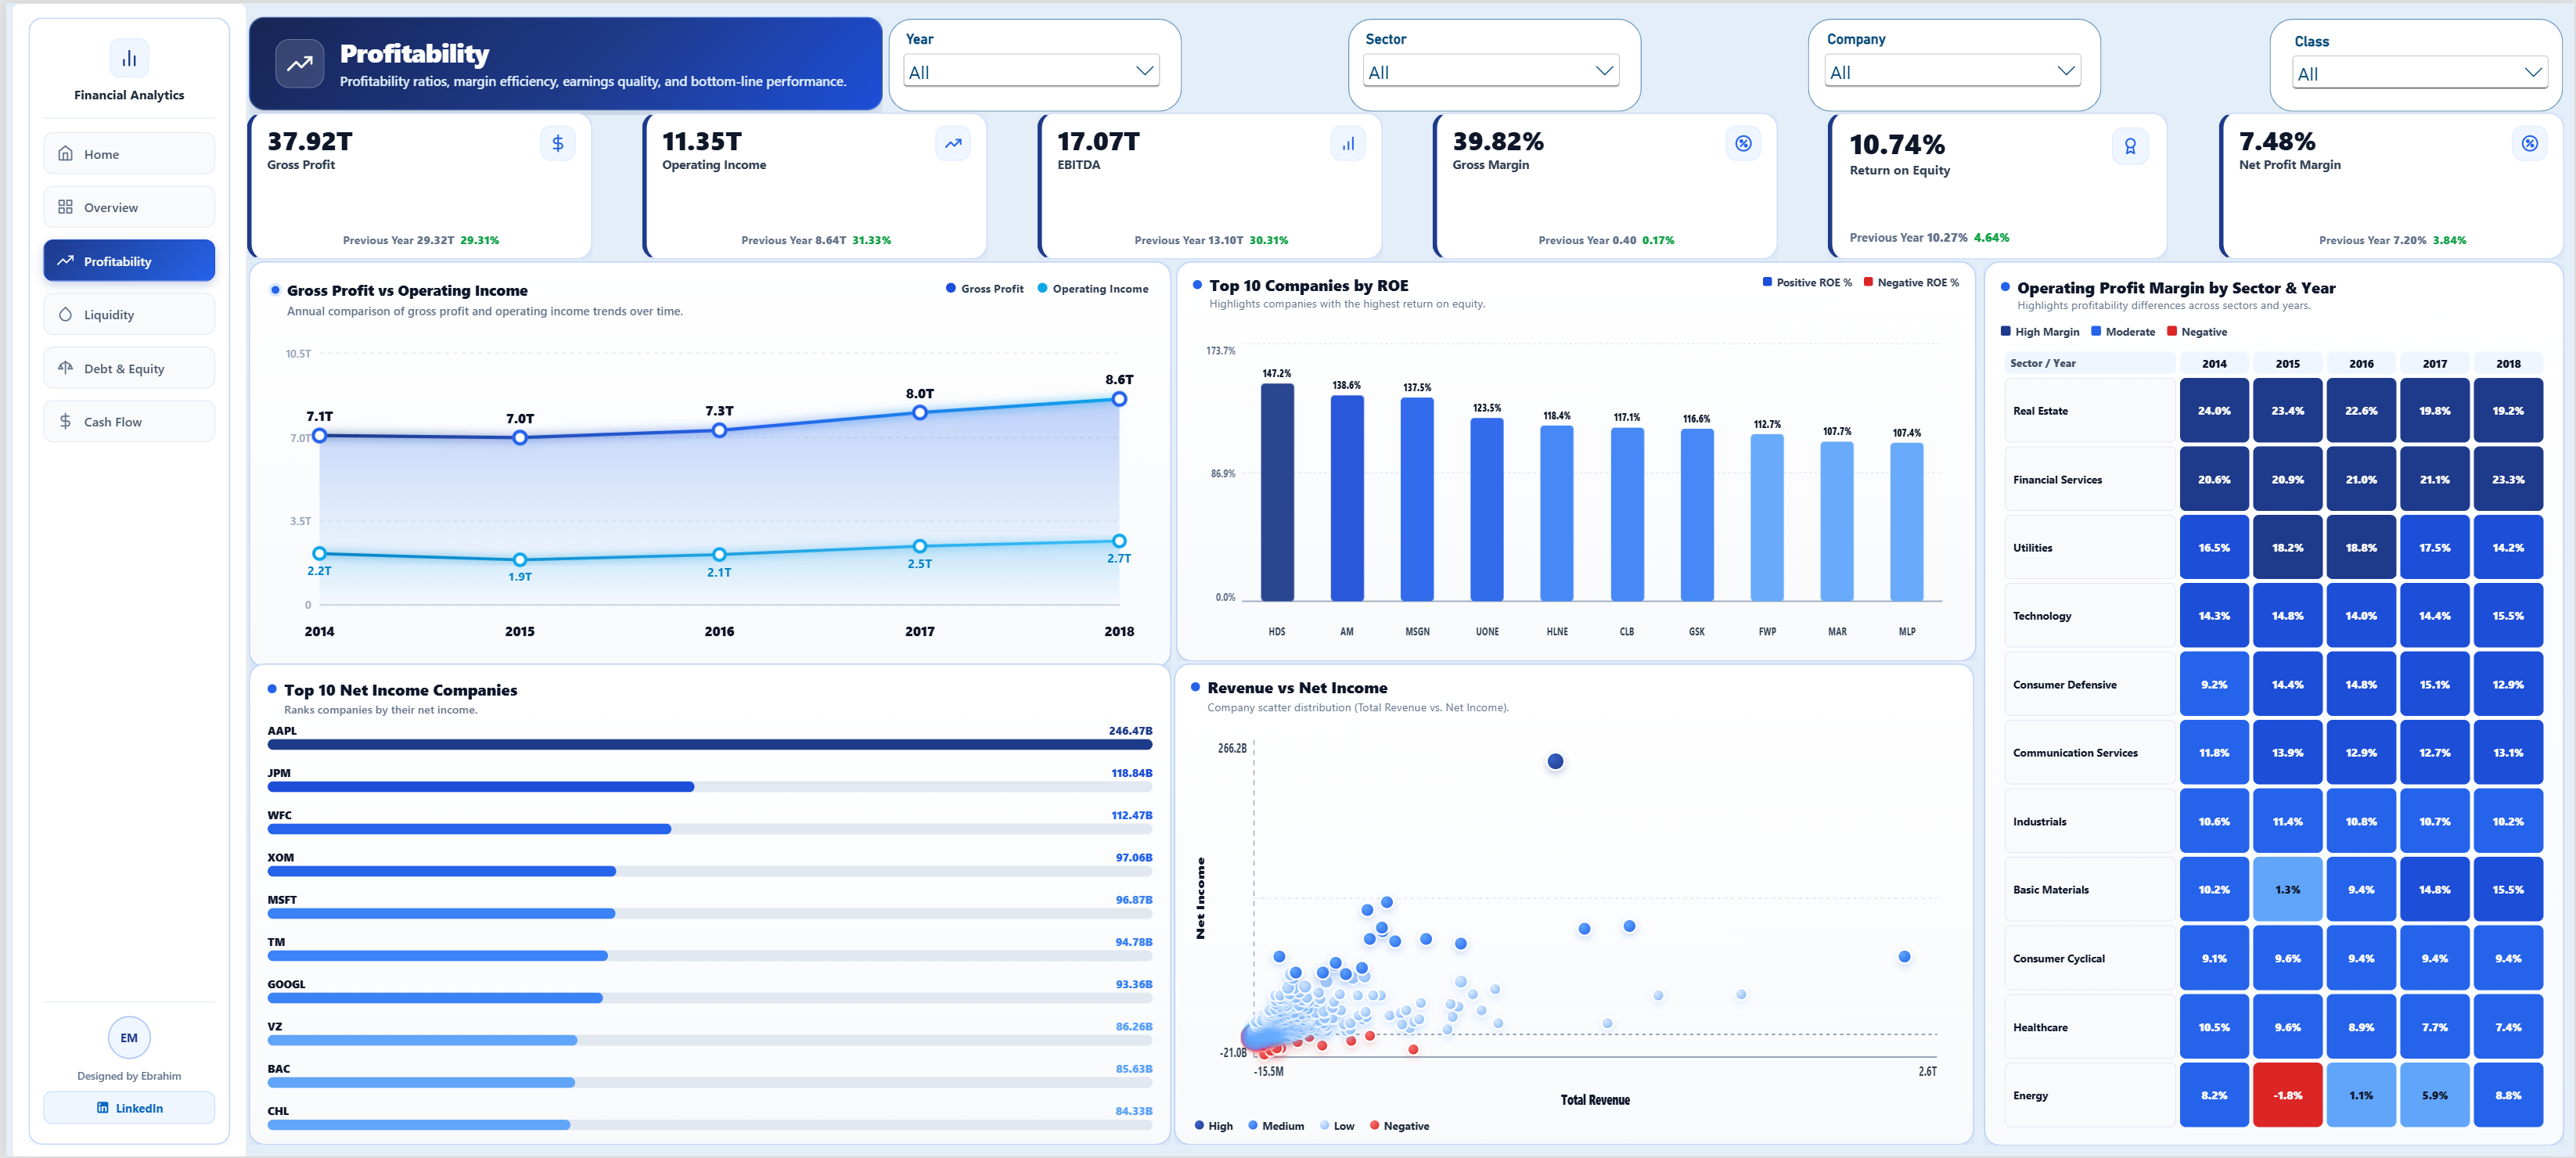 Financial Analytics
Home
Overview
Profitability
Liquidity
Debt & Equity
Cash Flow
EM
Designed by Ebrahim
LinkedIn
Profitability
Profitability ratios, margin efficiency, earnings quality, and bottom-line performance.
Year
All
Sector
All
Company
All
Class
All
37.92T
Gross Profit
Previous Year 29.32T 29.31%
11.35T
Operating Income
Previous Year 8.64T 31.33%
17.07T
EBITDA
Previous Year 13.10T 30.31%
39.82%
Gross Margin
Previous Year 0.40 0.17%
10.74%
Return on Equity
Previous Year 10.27% 4.64%
7.48%
Net Profit Margin
Previous Year 7.20% 3.84%
Gross Profit vs Operating Income
Gross Profit Operating Income
Annual comparison of gross profit and operating income trends over time.
10.5T
7.0T
3.5T
0
7.1T 7.0T 7.3T 8.0T 8.6T
2.2T 1.9T 2.1T 2.5T 2.7T
2014 2015 2016 2017 2018
Top 10 Companies by ROE
Positive ROE % Negative ROE %
Highlights companies with the highest return on equity.
173.7%
86.9%
0.0%
147.2% 138.6% 137.5% 123.5% 118.4% 117.1% 116.6% 112.7% 107.7% 107.4%
HDS AM MSGN UONE HLNE CLB GSK FWP MAR MLP
Top 10 Net Income Companies
Ranks companies by their net income.
AAPL 246.47B
JPM 118.84B
WFC 112.47B
XOM 97.06B
MSFT 96.87B
TM 94.78B
GOOGL 93.36B
VZ 86.26B
BAC 85.63B
CHL 84.33B
Revenue vs Net Income
Company scatter distribution (Total Revenue vs. Net Income).
266.2B
Net Income
-21.0B
-15.5M 2.6T
Total Revenue
High Medium Low Negative
Operating Profit Margin by Sector & Year
Highlights profitability differences across sectors and years.
High Margin Moderate Negative
Sector / Year 2014 2015 2016 2017 2018
Real Estate 24.0% 23.4% 22.6% 19.8% 19.2%
Financial Services 20.6% 20.9% 21.0% 21.1% 23.3%
Utilities 16.5% 18.2% 18.8% 17.5% 14.2%
Technology 14.3% 14.8% 14.0% 14.4% 15.5%
Consumer Defensive 9.2% 14.4% 14.8% 15.1% 12.9%
Communication Services 11.8% 13.9% 12.9% 12.7% 13.1%
Industrials 10.6% 11.4% 10.8% 10.7% 10.2%
Basic Materials 10.2% 1.3% 9.4% 14.8% 15.5%
Consumer Cyclical 9.1% 9.6% 9.4% 9.4% 9.4%
Healthcare 10.5% 9.6% 8.9% 7.7% 7.4%
Energy 8.2% -1.8% 1.1% 5.9% 8.8%